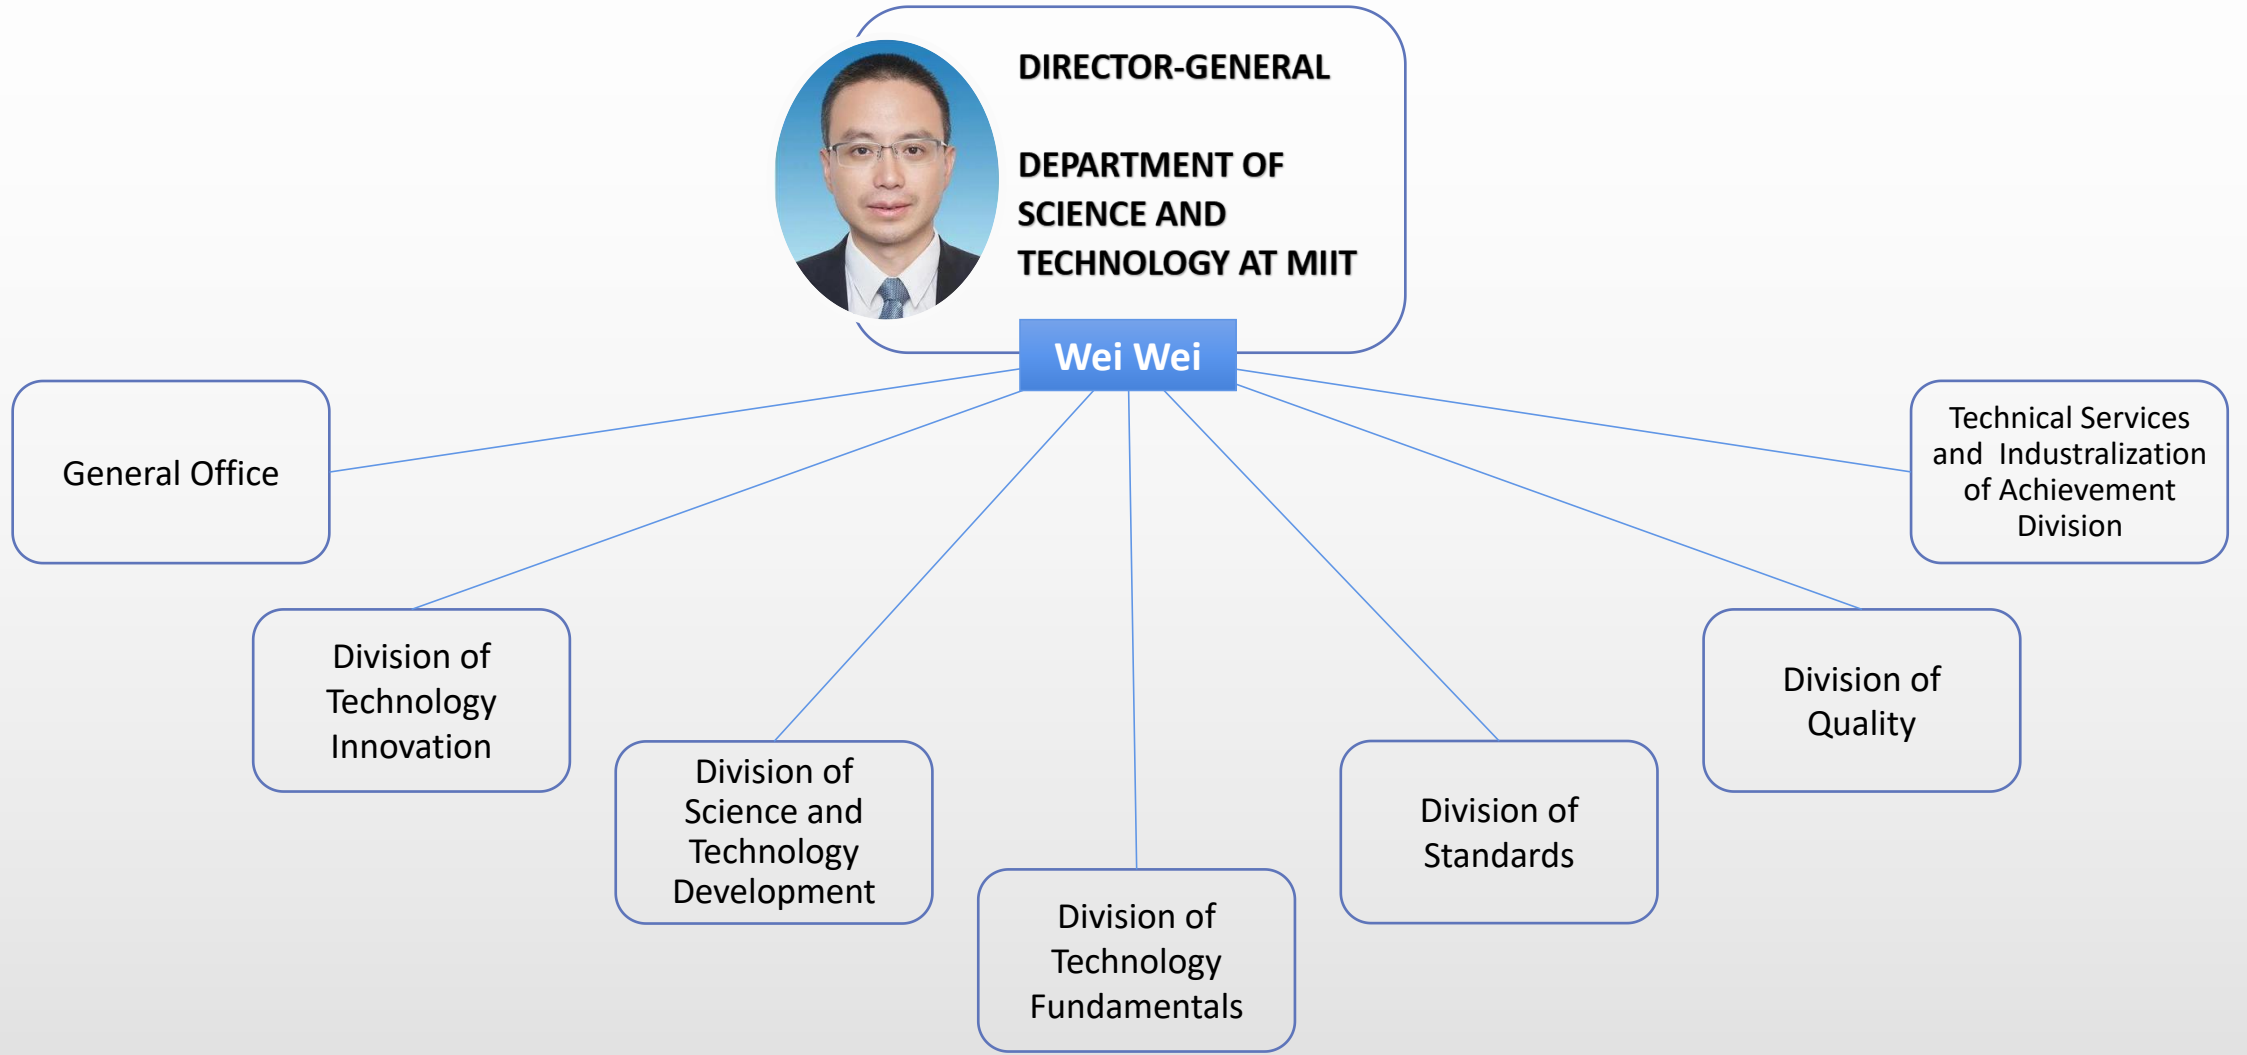 DIRECTOR-GENERAL
DEPARTMENT OF
SCIENCE AND
TECHNOLOGY AT MIIT
Wei Wei
General Office
Technical Services
and  Industralization
of Achievement
Division
Division of
Technology
Innovation
Division of
Quality
Division of
Science and
Technology
Development
Division of
Standards
Division of
Technology
Fundamentals